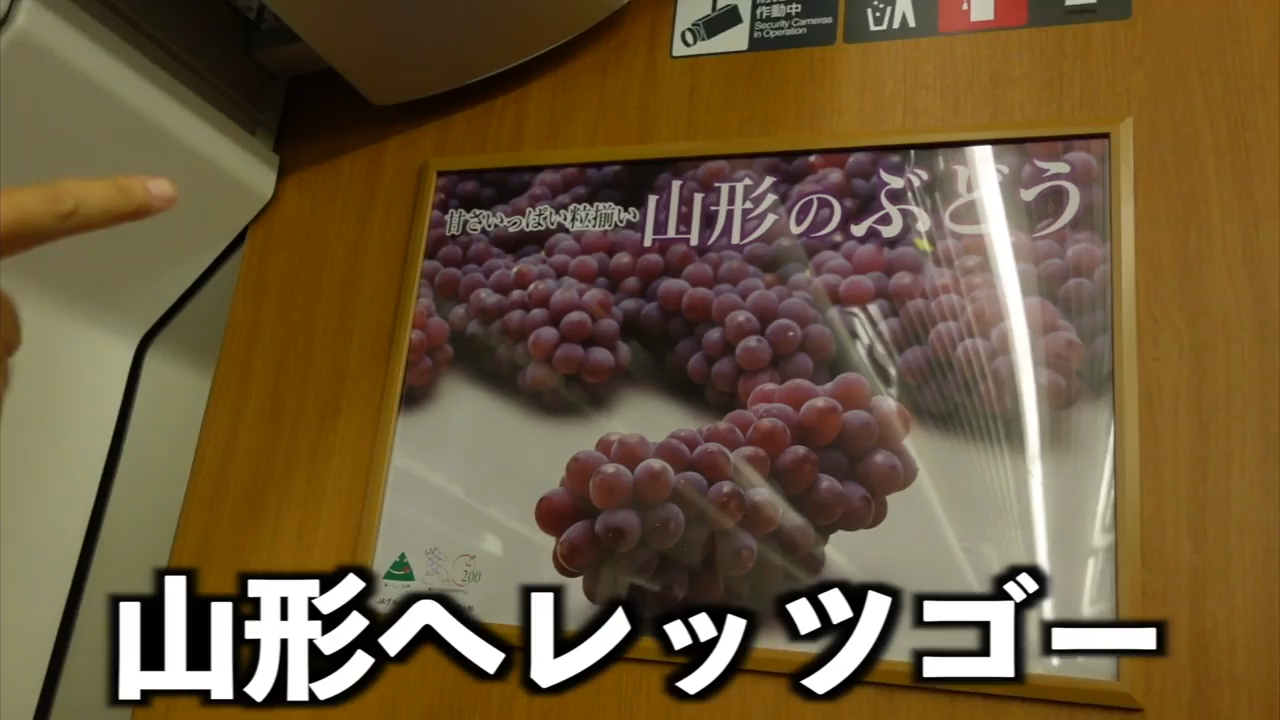 作動中
Security Cameras
in Operation
甘さいっぱい粒揃い 山形のぶどう
200
山形へレッツゴー